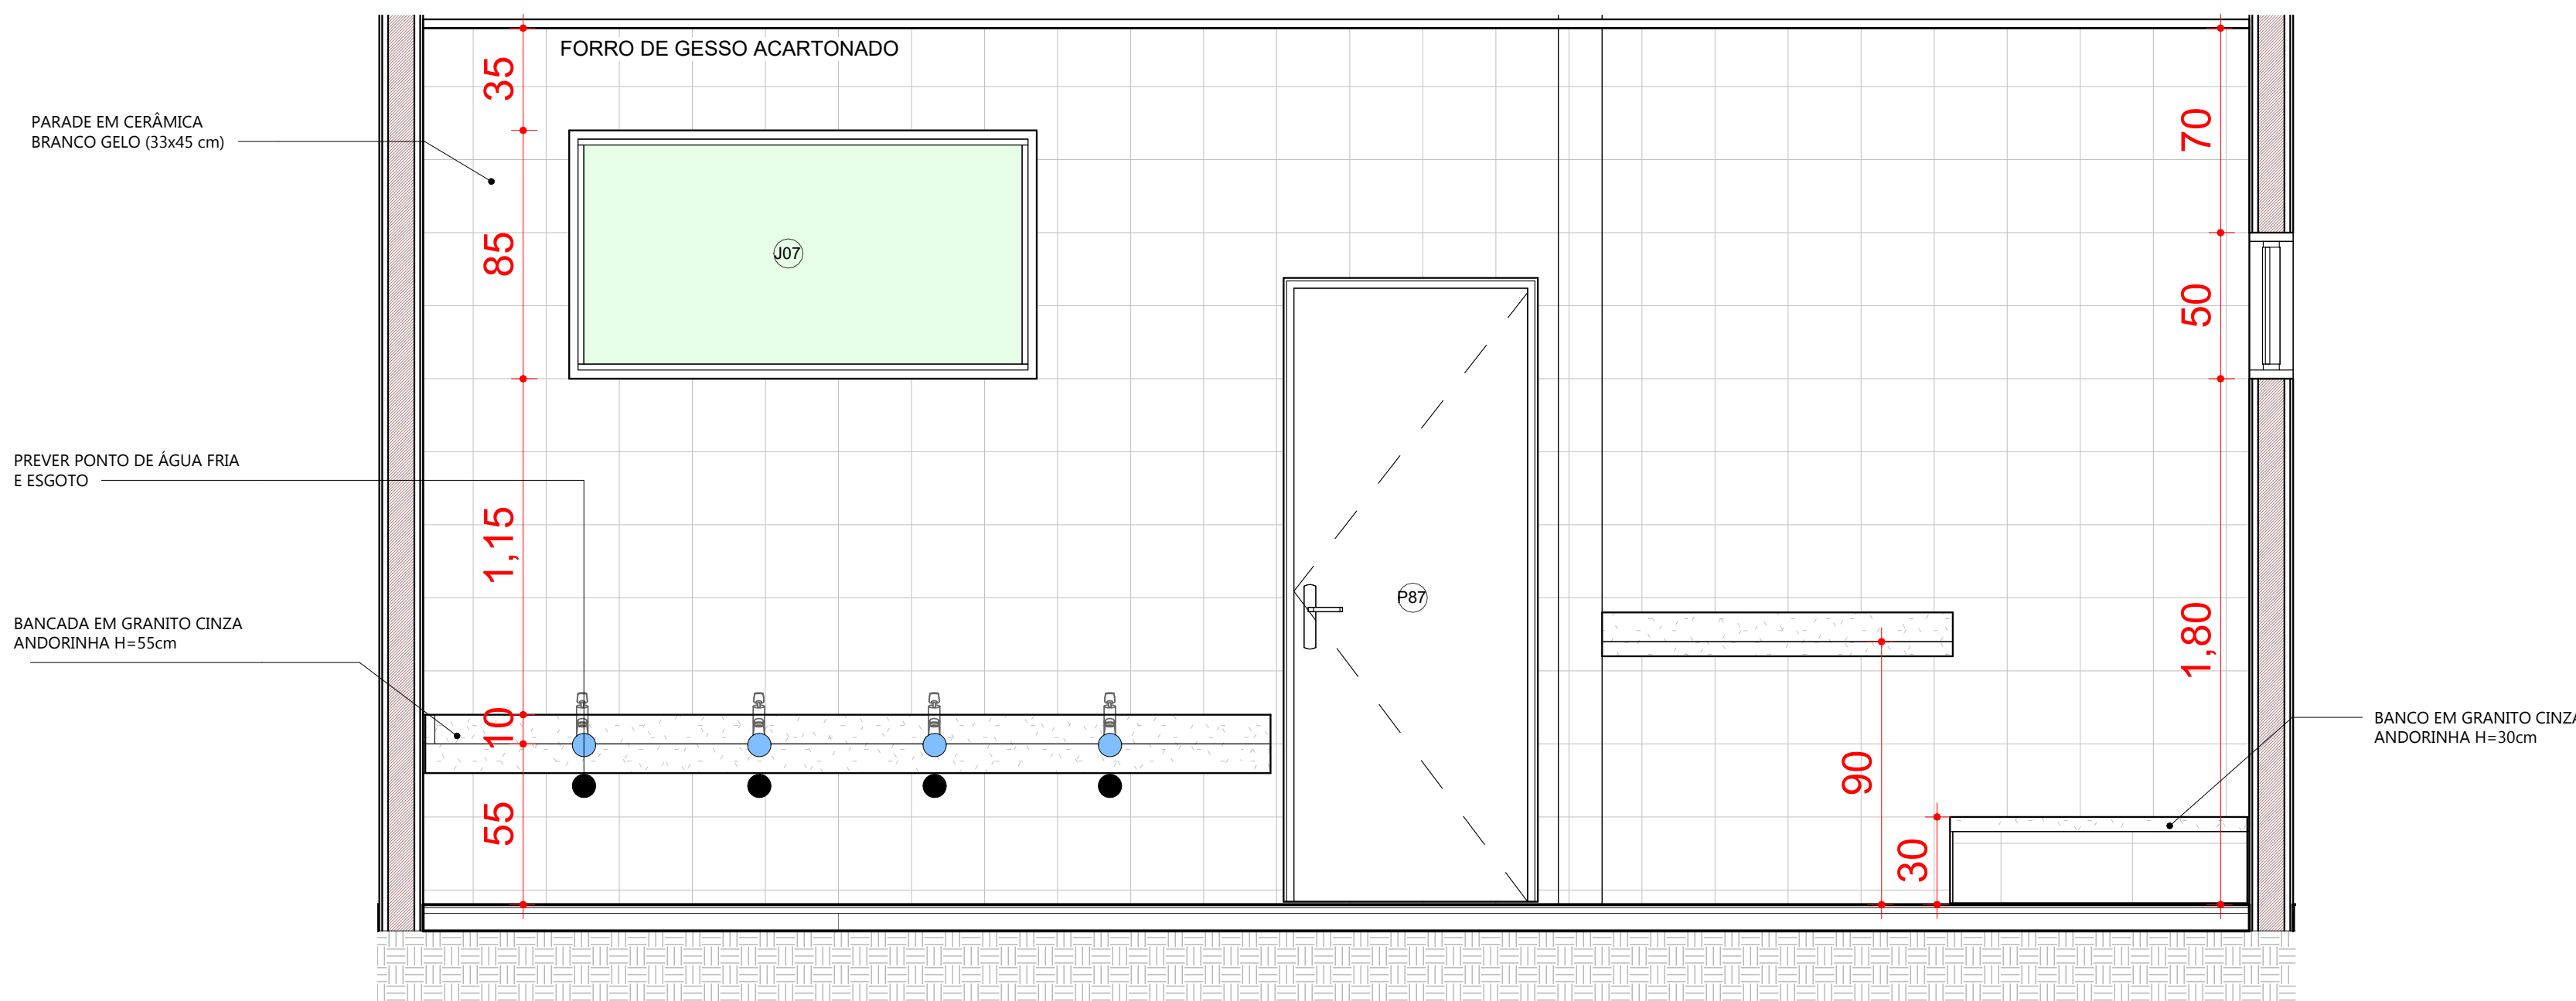 FORRO DE GESSO ACARTONADO
35
70
PARADE EM CERÂMICA
BRANCO GELO (33x45 cm)
85
J07
50
PREVER PONTO DE ÁGUA FRIA
E ESGOTO
1,15
P87
BANCADA EM GRANITO CINZA
ANDORINHA H=55cm
1,80
10
BANCO EM GRANITO CINZA
ANDORINHA H=30cm
90
55
30